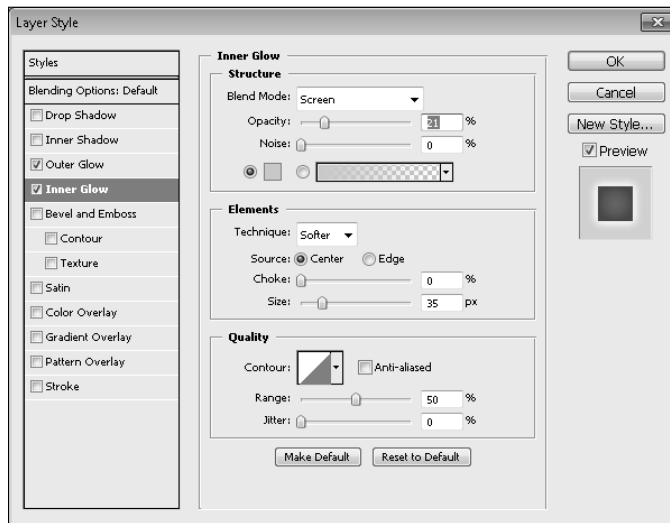 Layer Style
Styles
Blending Options: Default
Drop Shadow
Inner Shadow
Outer Glow
Inner Glow
Bevel and Emboss
Contour
Texture
Satin
Color Overlay
Gradient Overlay
Pattern Overlay
Stroke
Inner Glow
Structure
Blend Mode: Screen
Opacity: 21 %
Noise: 0 %
Elements
Technique: Softer
Source: Center Edge
Choke: 0 %
Size: 35 px
Quality
Contour: Anti-aliased
Range: 50 %
Jitter: 0 %
Make Default Reset to Default
OK
Cancel
New Style...
Preview